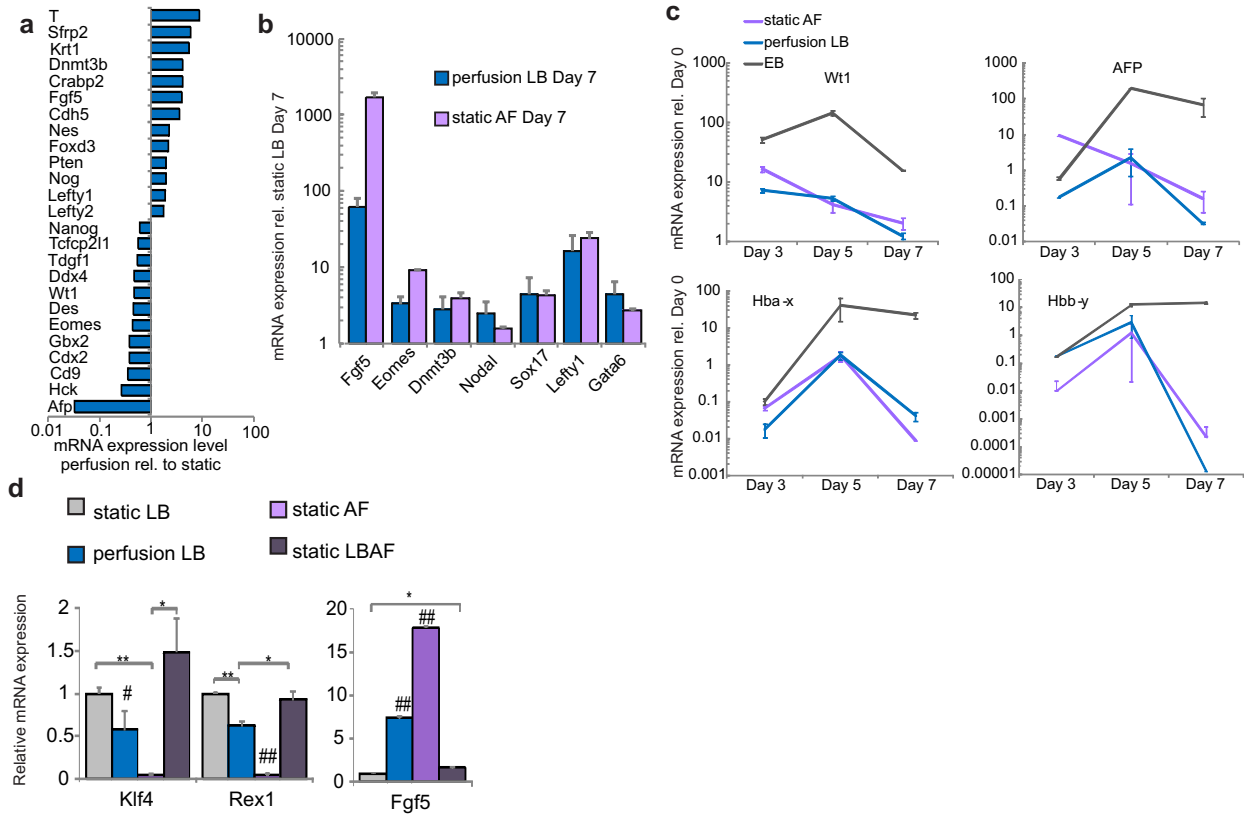 a
T
Sfrp2
Krt1
Dnmt3b
Crabp2
Fgf5
Cdh5
Nes
Foxd3
Pten
Nog
Lefty1
Lefty2
Nanog
Tcfcp2l1
Tdgf1
Ddx4
Wt1
Des
Eomes
Gbx2
Cdx2
Cd9
Hck
Afp
0.01 0.1 1 10 100
mRNA expression level
perfusion rel. to static
b
mRNA expression rel. static LB Day 7
10000
1000
100
10
1
perfusion LB Day 7
static AF Day 7
Fgf5 Eomes Dnmt3b Nodal Sox17 Lefty1 Gata6
c
static AF
perfusion LB
EB
Wt1
mRNA expression rel. Day 0
1000
100
10
1
Day 3 Day 5 Day 7
AFP
1000
100
10
1
0.1
0.01
Day 3 Day 5 Day 7
Hba-x
mRNA expression rel. Day 0
100
10
1
0.1
0.01
0.001
Day 3 Day 5 Day 7
Hbb-y
100
10
1
0.1
0.01
0.001
0.0001
0.00001
Day 3 Day 5 Day 7
d
static LB
perfusion LB
static AF
static LBAF
Relative mRNA expression
2
1.5
1
0.5
0
** # *
** ## *
Klf4 Rex1
20
15
10
5
0
*
## ##
Fgf5